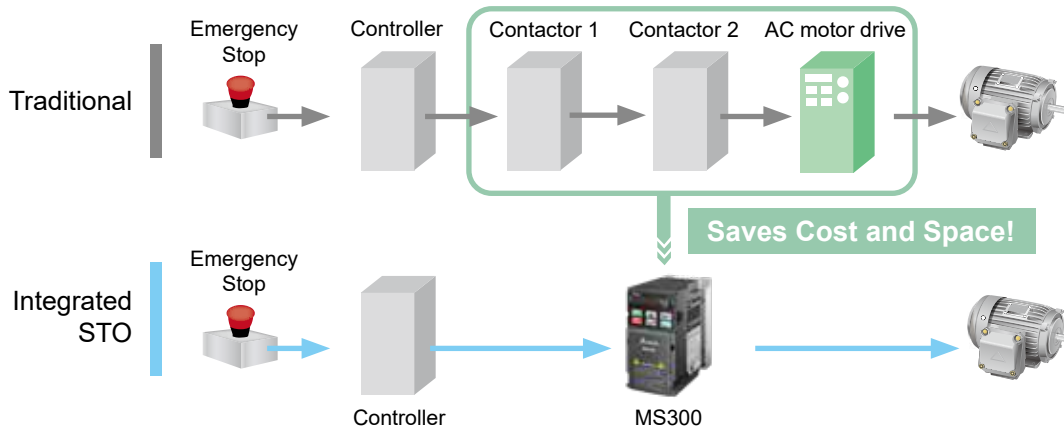 Emergency
Stop
Controller
Contactor 1
Contactor 2
AC motor drive
Traditional
Saves Cost and Space!
Emergency
Stop
Integrated
STO
Controller
MS300